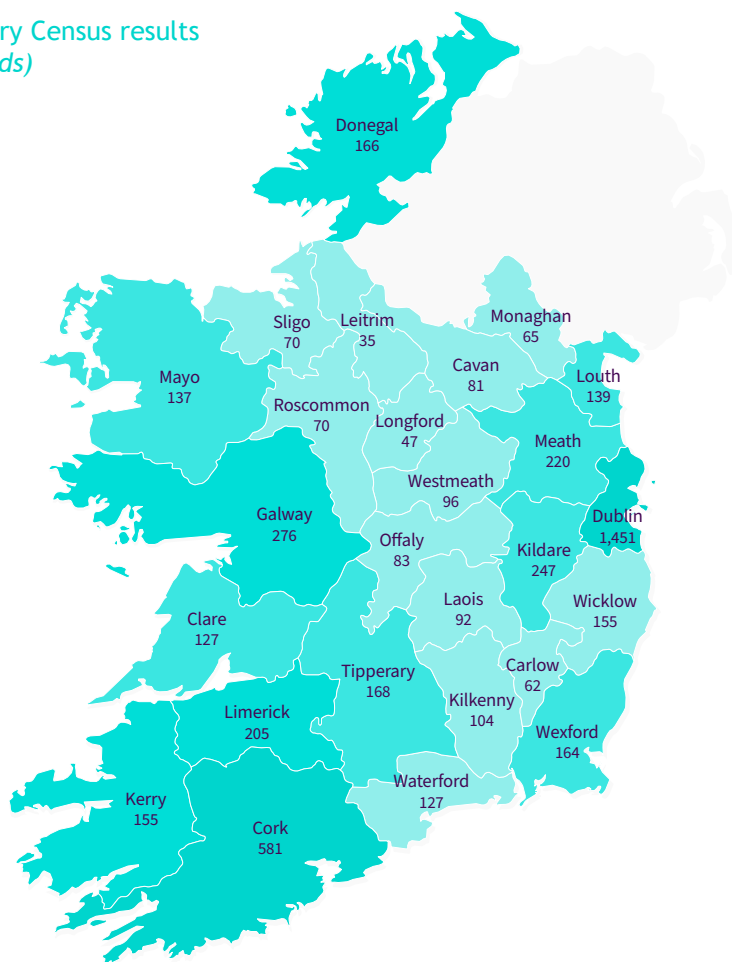 ry Census results
ds)
Donegal
166
Monaghan
65
Sligo
70
Leitrim
35
Cavan
81
Louth
139
Mayo
137
Roscommon
70
Longford
47
Meath
220
Westmeath
96
Galway
276
Dublin
1,451
Offaly
83
Kildare
247
Laois
92
Wicklow
155
Clare
127
Tipperary
168
Carlow
62
Kilkenny
104
Limerick
205
Wexford
164
Waterford
127
Kerry
155
Cork
581